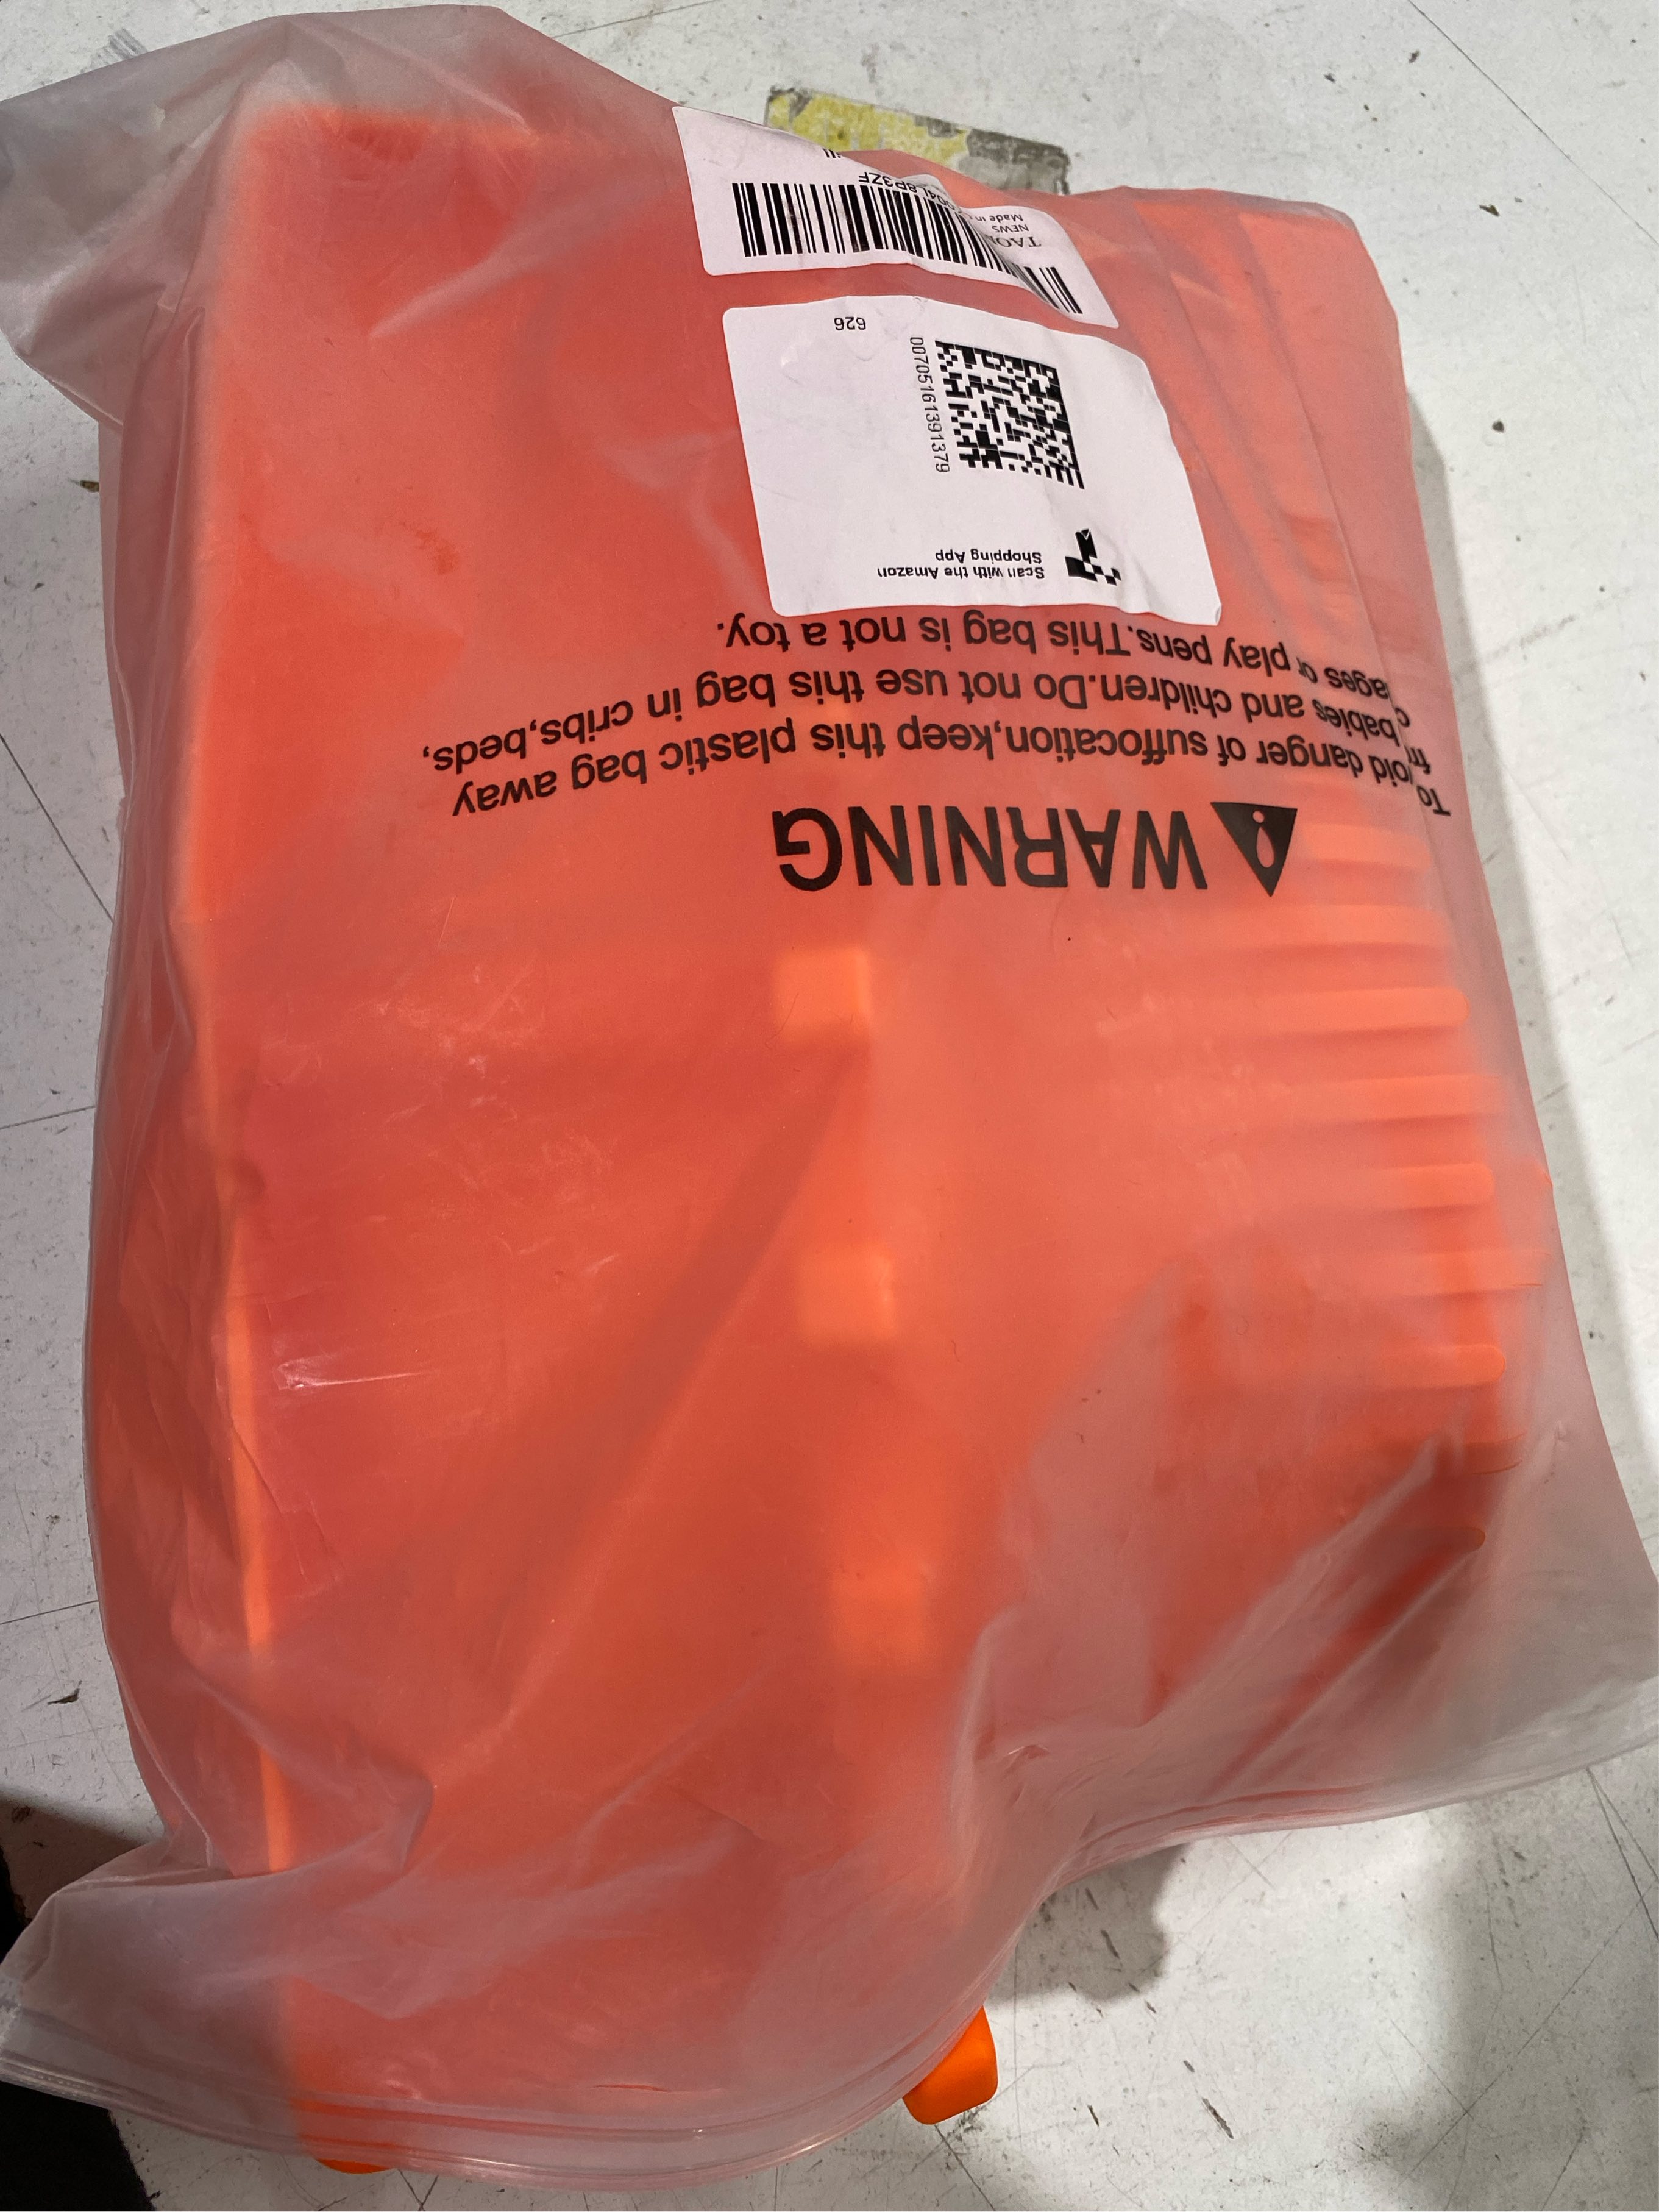 WARNING
To oid danger of suffocation,keep this plastic bag away
fr babies and children.Do not use this bag in cribs,beds,
c ages or play pens.This bag is not a toy.
Scan with the Amazon
Shopping App
00705161391379
626
TAO
NEWS
Made in
04L8P3ZF